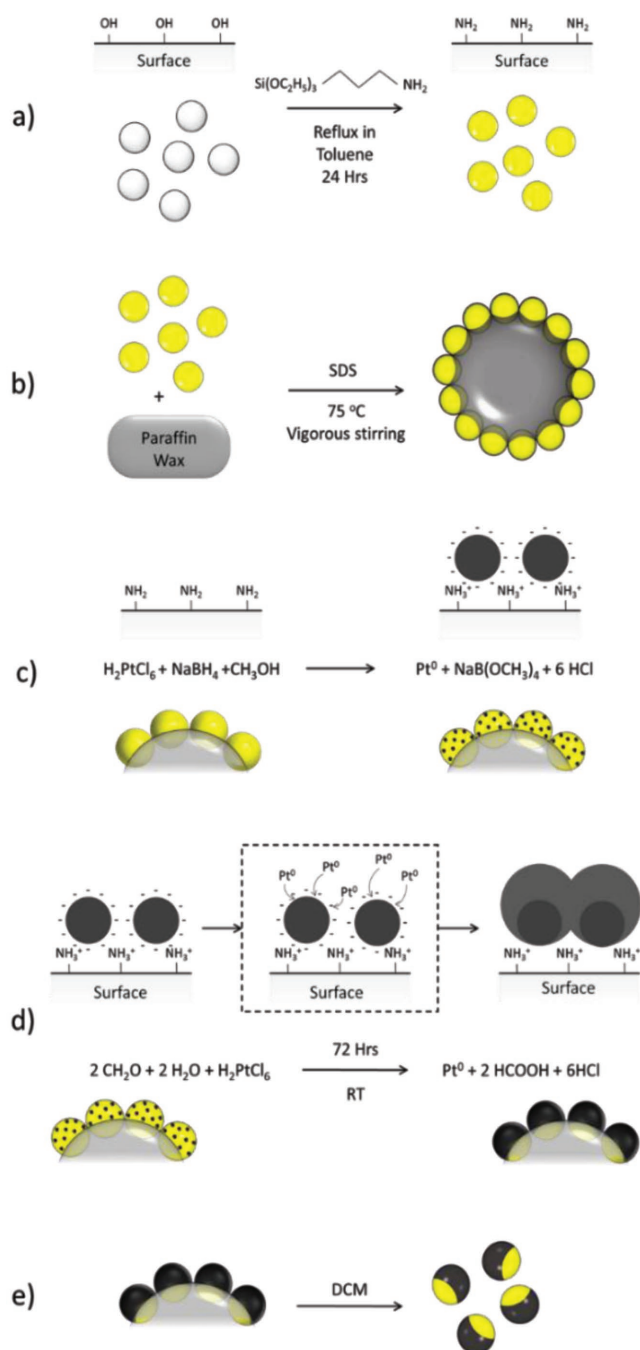 OH OH OH
Surface
NH₂ NH₂ NH₂
Surface
a)
Si(OC₂H₅)₃ NH₂
Reflux in
Toluene
24 Hrs
b)
+
Paraffin
Wax
SDS
75 °C
Vigorous stirring
c)
NH₂ NH₂ NH₂
- - - - - - - - - - - - - - - -
NH₃⁺ NH₃⁺ NH₃⁺
H₂PtCl₆ + NaBH₄ +CH₃OH
Pt⁰ + NaB(OCH₃)₄ + 6 HCl
- - - - - - - - - - - - - - - -
NH₃⁺ NH₃⁺ NH₃⁺
Surface
Pt⁰ Pt⁰ Pt⁰ Pt⁰ Pt⁰
- - - - - - - - - - - - - - - -
NH₃⁺ NH₃⁺ NH₃⁺
Surface
NH₃⁺ NH₃⁺ NH₃⁺
Surface
d)
2 CH₂O + 2 H₂O + H₂PtCl₆
72 Hrs
RT
Pt⁰ + 2 HCOOH + 6HCl
e)
DCM